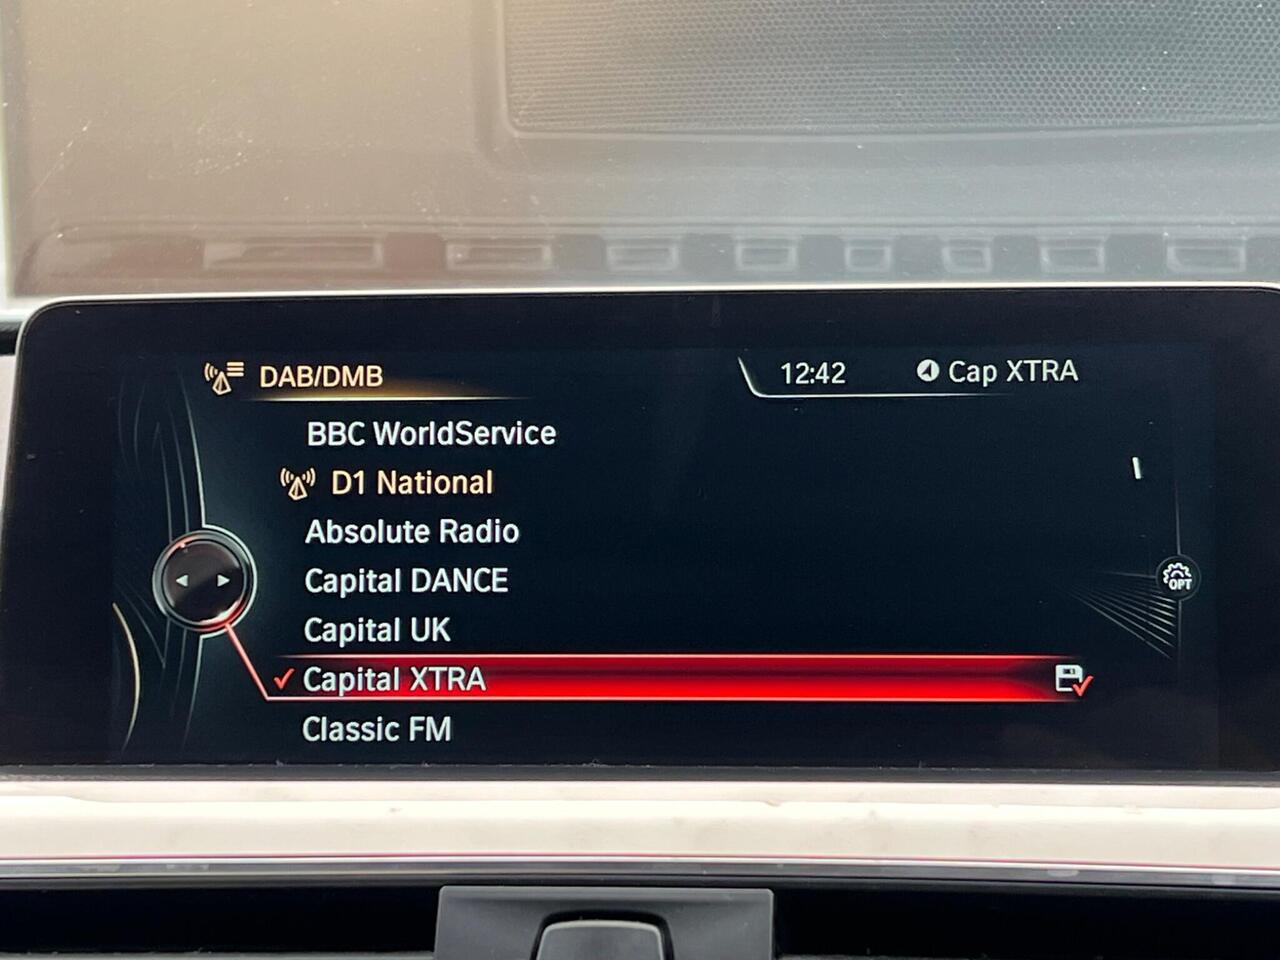 DAB/DMB 12:42 Cap XTRA
BBC WorldService
D1 National
Absolute Radio
Capital DANCE
OPT
Capital UK
Capital XTRA
Classic FM